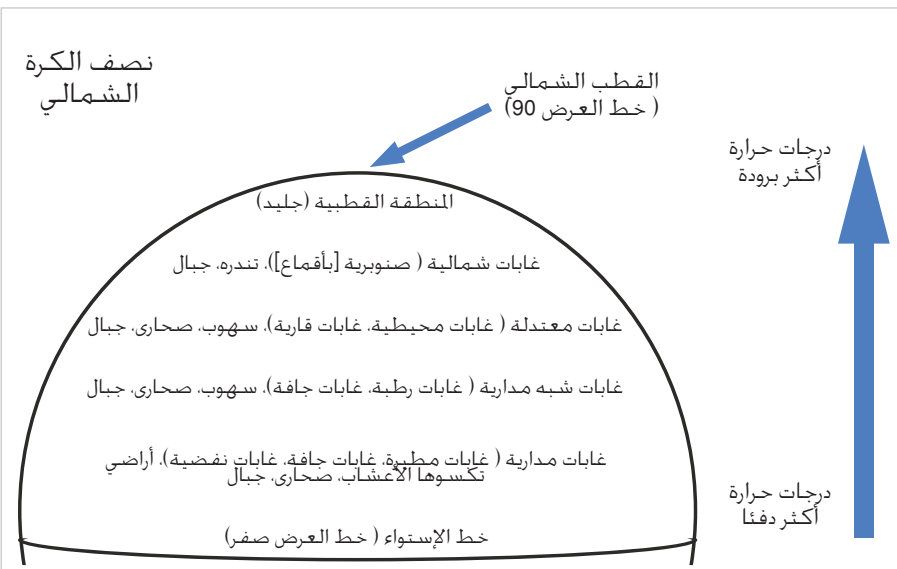 نصف الكرة
الشمالي
القطب الشمالي
( خط العرض 90)
درجات حرارة
أكثر برودة
المنطقة القطبية (جليد)
غابات شمالية ( صنوبرية [بأقماع])، تندره، جبال
غابات معتدلة ( غابات محيطية، غابات قارية)، سهوب، صحارى، جبال
غابات شبه مدارية ( غابات رطبة، غابات جافة)، سهوب، صحارى، جبال
غابات مدارية ( غابات مطيرة، غابات جافة، غابات نفضية)، أراضي
تكسوها الأعشاب، صحارى، جبال
درجات حرارة
أكثر دفئا
خط الإستواء ( خط العرض صفر)